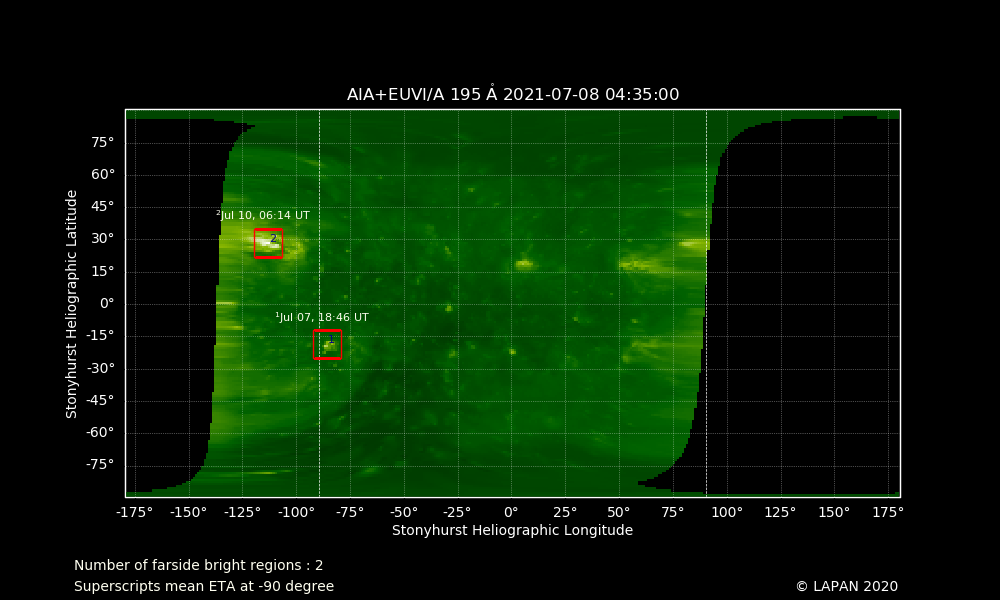 AIA+EUVI/A 195 Å 2021-07-08 04:35:00
75°
60°
45°
30°
15°
0°
-15°
-30°
-45°
-60°
-75°
Stonyhurst Heliographic Latitude
²Jul 10, 06:14 UT
2
¹Jul 07, 18:46 UT
-175° -150° -125° -100° -75° -50° -25° 0° 25° 50° 75° 100° 125° 150° 175°
Stonyhurst Heliographic Longitude
Number of farside bright regions : 2
Superscripts mean ETA at -90 degree
© LAPAN 2020